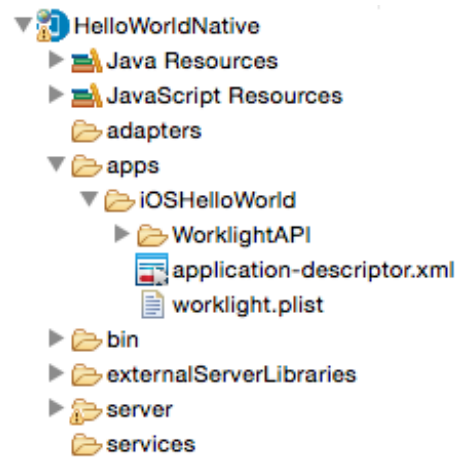 HelloWorldNative
Java Resources
JavaScript Resources
adapters
apps
iOSHelloWorld
WorklightAPI
application-descriptor.xml
worklight.plist
bin
externalServerLibraries
server
services